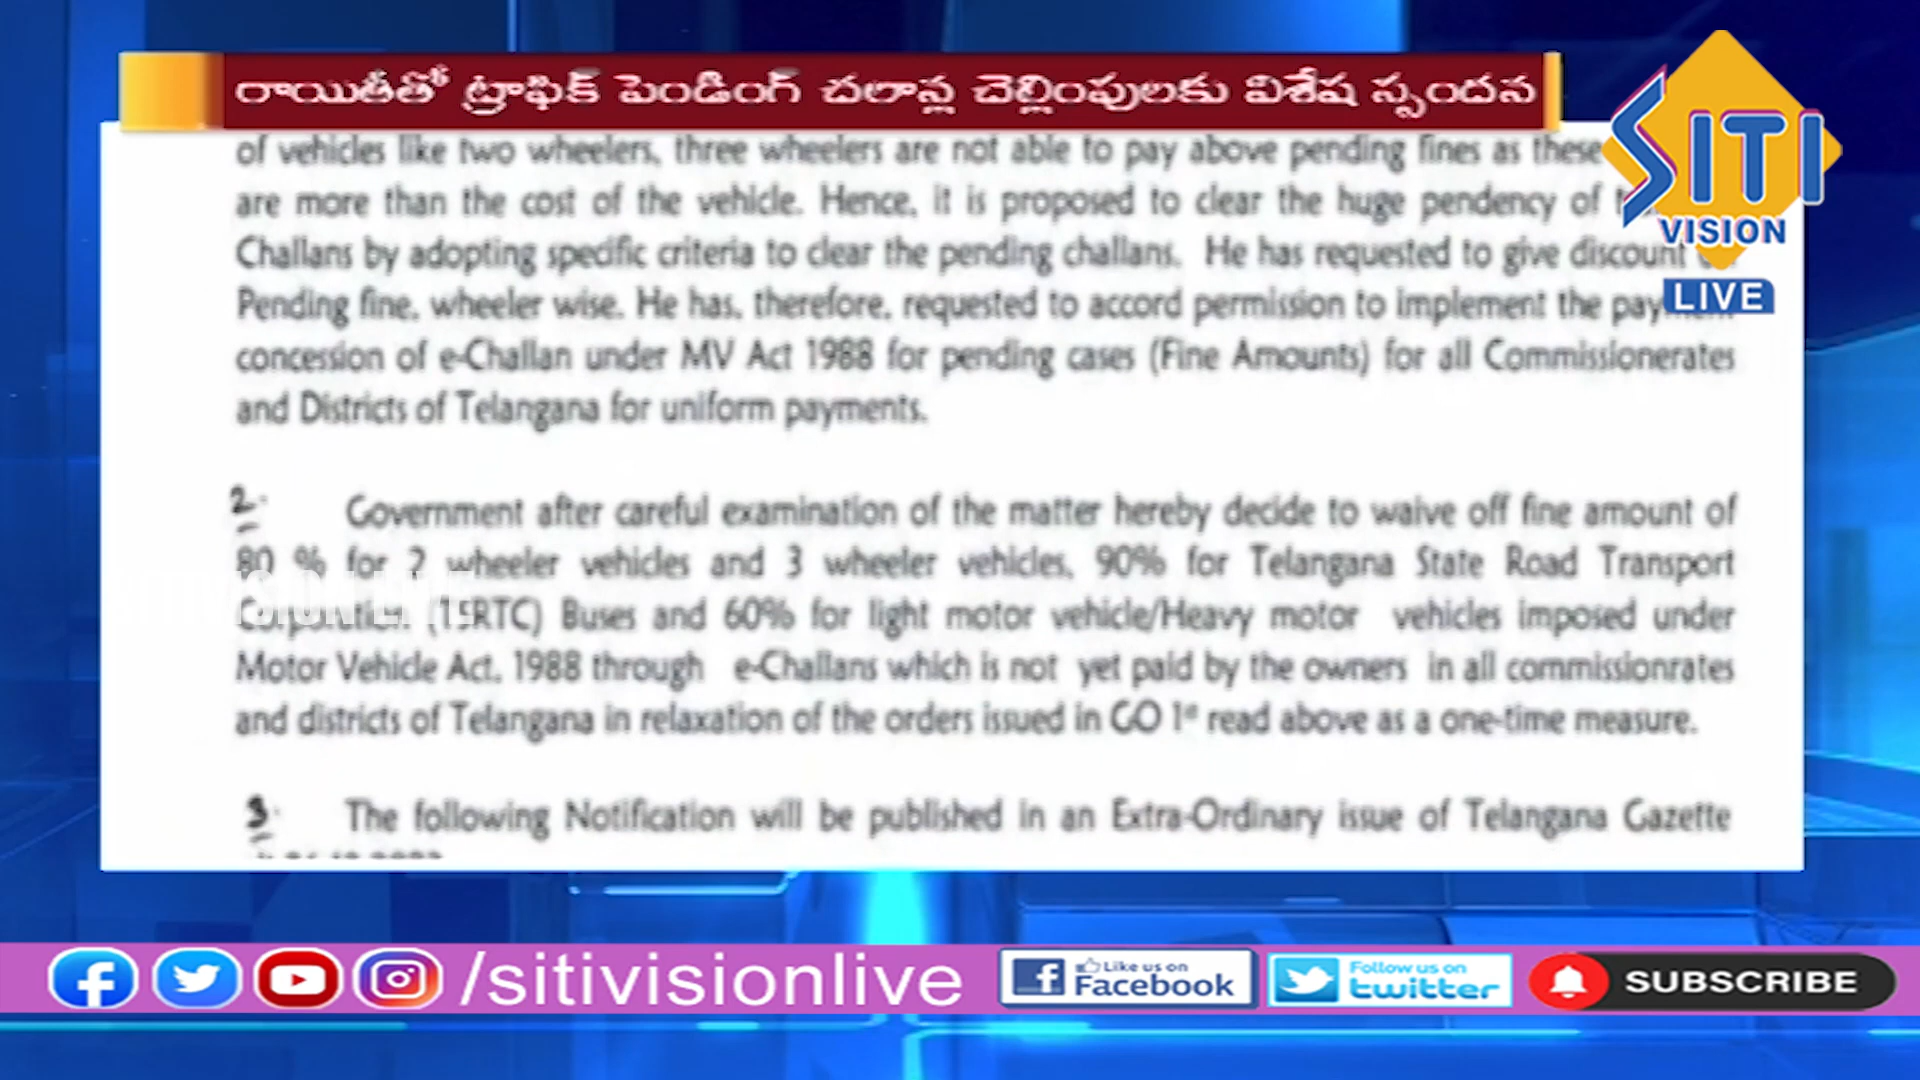 రాయితీతో ట్రాఫిక్ పెండింగ్ చలాన్ల చెల్లింపులకు విశేష స్పందన
SITI
VISION
LIVE
of vehicles like two wheelers, three wheelers are not able to pay above pending fines as these
are more than the cost of the vehicle. Hence, it is proposed to clear the huge pendency of
Challans by adopting specific criteria to clear the pending challans. He has requested to give discount
Pending fine, wheeler wise. He has, therefore, requested to accord permission to implement the payment
concession of e-Challan under MV Act 1988 for pending cases (Fine Amounts) for all Commissionerates
and Districts of Telangana for uniform payments.
2. Government after careful examination of the matter hereby decide to waive off fine amount of
80 % for 2 wheeler vehicles and 3 wheeler vehicles, 90% for Telangana State Road Transport
Corporation (TSRTC) Buses and 60% for light motor vehicle/Heavy motor vehicles imposed under
Motor Vehicle Act, 1988 through e-Challans which is not yet paid by the owners in all commissionrates
and districts of Telangana in relaxation of the orders issued in GO 1st read above as a one-time measure.
3. The following Notification will be published in an Extra-Ordinary issue of Telangana Gazette
SITIVISION LIVE
/sitivisionlive
Like us on
Facebook
Follow us on
twitter
SUBSCRIBE